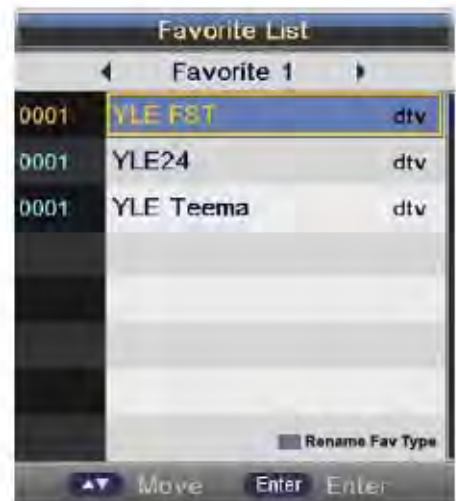 Favorite List
Favorite 1
0001 YLE FST dtv
0001 YLE24 dtv
0001 YLE Teema dtv
Rename Fav Type
Move Enter Enter